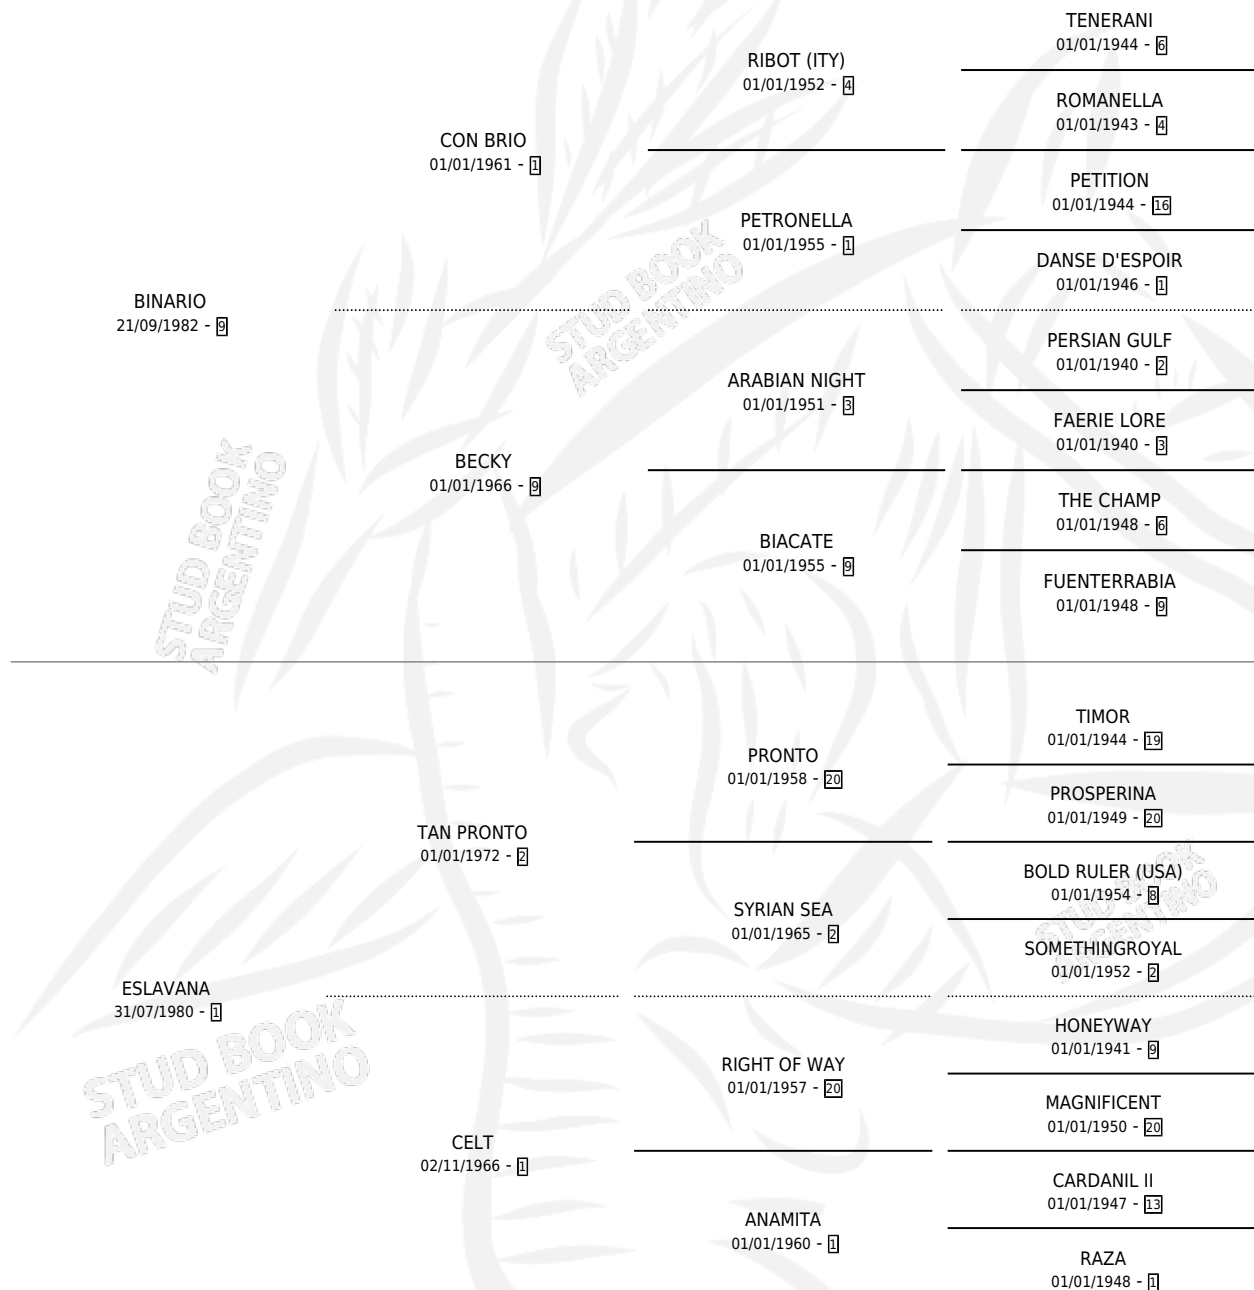 TENERANI
01/01/1944 - 6
RIBOT (ITY)
01/01/1952 - 4
ROMANELLA
01/01/1943 - 4
CON BRIO
01/01/1961 - 1
PETITION
01/01/1944 - 16
PETRONELLA
01/01/1955 - 1
DANSE D'ESPOIR
01/01/1946 - 1
BINARIO
21/09/1982 - 9
PERSIAN GULF
01/01/1940 - 2
ARABIAN NIGHT
01/01/1951 - 3
FAERIE LORE
01/01/1940 - 3
BECKY
01/01/1966 - 9
THE CHAMP
01/01/1948 - 6
BIACATE
01/01/1955 - 9
FUENTERRABIA
01/01/1948 - 9
TIMOR
01/01/1944 - 19
PRONTO
01/01/1958 - 20
PROSPERINA
01/01/1949 - 20
TAN PRONTO
01/01/1972 - 2
BOLD RULER (USA)
01/01/1954 - 8
SYRIAN SEA
01/01/1965 - 2
SOMETHINGROYAL
01/01/1952 - 2
ESLAVANA
31/07/1980 - 1
HONEYWAY
01/01/1941 - 9
RIGHT OF WAY
01/01/1957 - 20
MAGNIFICENT
01/01/1950 - 20
CELT
02/11/1966 - 1
CARDANIL II
01/01/1947 - 13
ANAMITA
01/01/1960 - 1
RAZA
01/01/1948 - 1
STUD BOOK
ARGENTINO
STUD BOOK
ARGENTINO
STUD BOOK
ARGENTINO
STUD BOOK
ARGENTINO